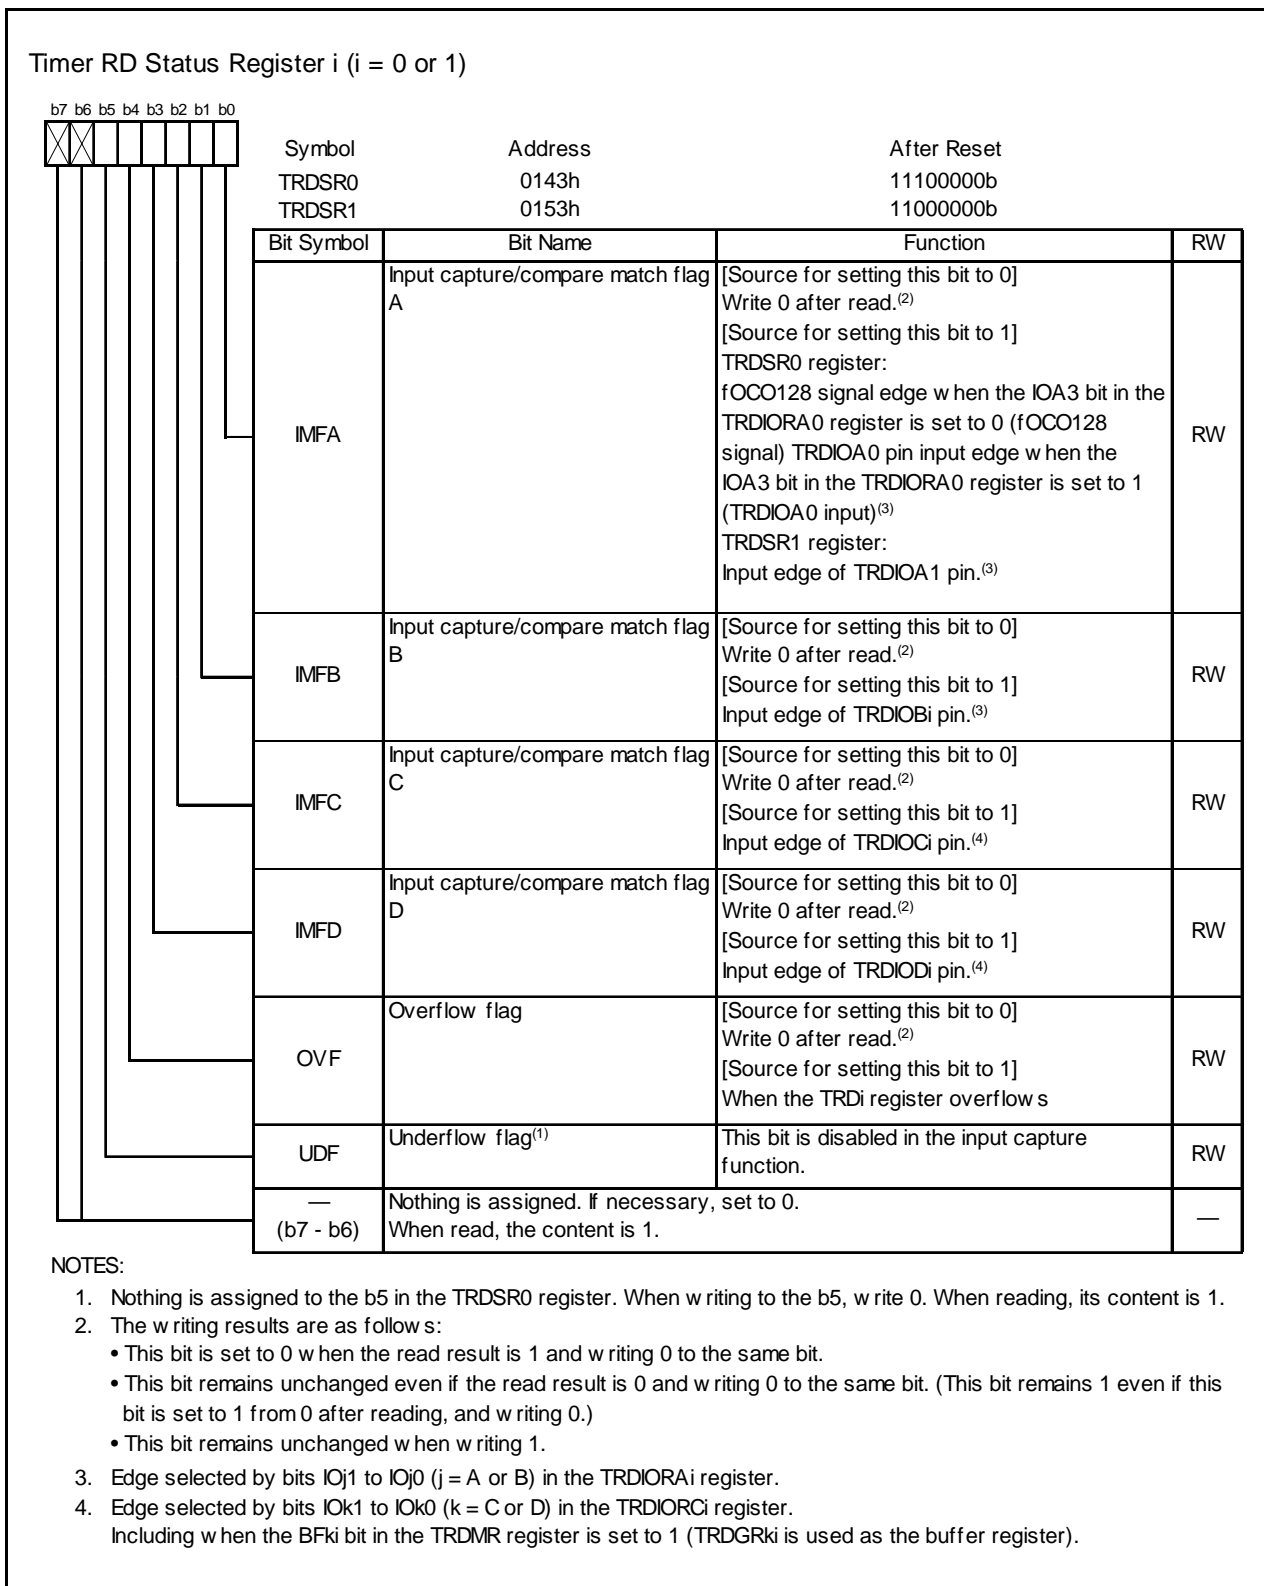 Timer RD Status Register i (i = 0 or 1)
b7 b6 b5 b4 b3 b2 b1 b0
Symbol Address After Reset
TRDSR0 0143h 11100000b
TRDSR1 0153h 11000000b
Bit Symbol Bit Name Function RW
IMFA
Input capture/compare match flag
A
[Source for setting this bit to 0]
Write 0 after read.(2)
[Source for setting this bit to 1]
TRDSR0 register:
fOCO128 signal edge when the IOA3 bit in the
TRDIORA0 register is set to 0 (fOCO128
signal) TRDIOA0 pin input edge when the
IOA3 bit in the TRDIORA0 register is set to 1
(TRDIOA0 input)(3)
TRDSR1 register:
Input edge of TRDIOA1 pin.(3)
RW
IMFB
Input capture/compare match flag
B
[Source for setting this bit to 0]
Write 0 after read.(2)
[Source for setting this bit to 1]
Input edge of TRDIOBi pin.(3)
RW
IMFC
Input capture/compare match flag
C
[Source for setting this bit to 0]
Write 0 after read.(2)
[Source for setting this bit to 1]
Input edge of TRDIOCi pin.(4)
RW
IMFD
Input capture/compare match flag
D
[Source for setting this bit to 0]
Write 0 after read.(2)
[Source for setting this bit to 1]
Input edge of TRDIODi pin.(4)
RW
OVF
Overflow flag
[Source for setting this bit to 0]
Write 0 after read.(2)
[Source for setting this bit to 1]
When the TRDi register overflows
RW
UDF
Underflow flag(1)
This bit is disabled in the input capture
function.
RW
—
(b7 - b6)
Nothing is assigned. If necessary, set to 0.
When read, the content is 1.
—
NOTES:
1. Nothing is assigned to the b5 in the TRDSR0 register. When writing to the b5, write 0. When reading, its content is 1.
2. The writing results are as follows:
• This bit is set to 0 when the read result is 1 and writing 0 to the same bit.
• This bit remains unchanged even if the read result is 0 and writing 0 to the same bit. (This bit remains 1 even if this
bit is set to 1 from 0 after reading, and writing 0.)
• This bit remains unchanged when writing 1.
3. Edge selected by bits IOj1 to IOj0 (j = A or B) in the TRDIORAi register.
4. Edge selected by bits IOk1 to IOk0 (k = C or D) in the TRDIORCi register.
Including when the BFki bit in the TRDMR register is set to 1 (TRDGRki is used as the buffer register).